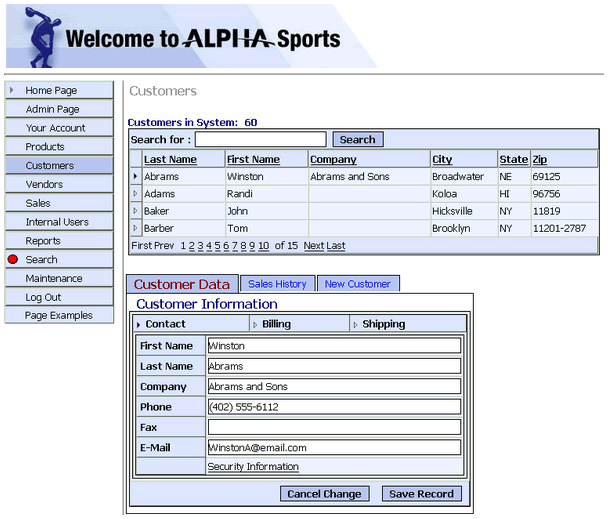 Welcome to ALPHA Sports
Home Page
Admin Page
Your Account
Products
Customers
Vendors
Sales
Internal Users
Reports
Search
Maintenance
Log Out
Page Examples
Customers
Customers in System: 60
Search for : Search
Last Name First Name Company City State Zip
Abrams Winston Abrams and Sons Broadwater NE 69125
Adams Randi Koloa HI 96756
Baker John Hicksville NY 11819
Barber Tom Brooklyn NY 11201-2787
First Prev 1 2 3 4 5 6 7 8 9 10 of 15 Next Last
Customer Data Sales History New Customer
Customer Information
Contact Billing Shipping
First Name Winston
Last Name Abrams
Company Abrams and Sons
Phone (402) 555-6112
Fax
E-Mail WinstonA@email.com
Security Information
Cancel Change Save Record